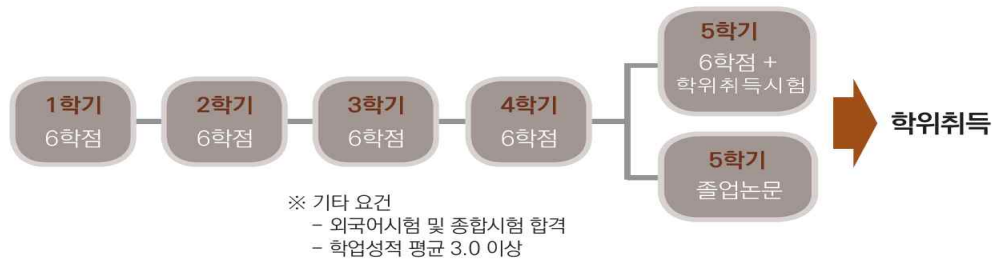 1학기
6학점
2학기
6학점
3학기
6학점
4학기
6학점
5학기
6학점 +
학위취득시험
5학기
졸업논문
학위취득
※ 기타 요건
- 외국어시험 및 종합시험 합격
- 학업성적 평균 3.0 이상